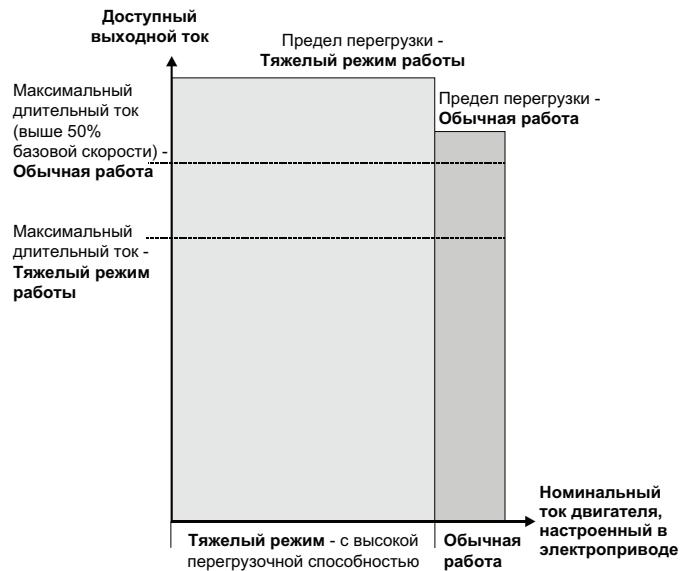 Доступный
выходной ток
Предел перегрузки -
Тяжелый режим работы
Максимальный
длительный ток
(выше 50%
базовой скорости) -
Обычная работа
Предел перегрузки -
Обычная работа
Максимальный
длительный ток -
Тяжелый режим
работы
Номинальный
ток двигателя,
настроенный в
электроприводе
Тяжелый режим - с высокой
перегрузочной способностью
Обычная
работа